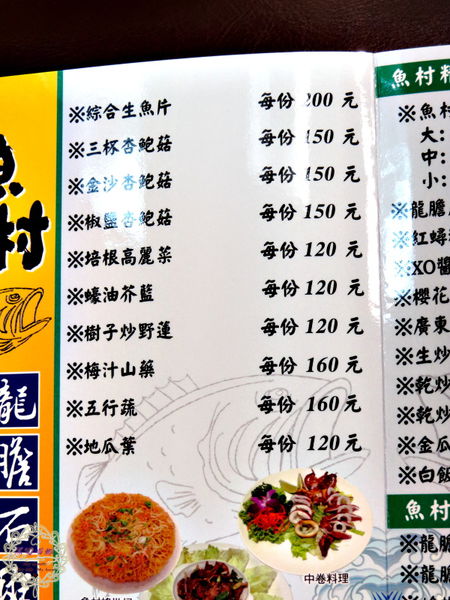 魚村
龍膽石斑
※綜合生魚片 每份 200 元
※三杯杏鮑菇 每份 150 元
※金沙杏鮑菇 每份 150 元
※椒鹽杏鮑菇 每份 150 元
※培根高麗菜 每份 120 元
※蠔油芥藍 每份 120 元
※樹子炒野蓮 每份 120 元
※梅汁山藥 每份 160 元
※五行蔬 每份 160 元
※地瓜葉 每份 120 元
中卷料理
魚村
※魚村
大：
中：
小：
※龍膽
※紅蟳
※XO醬
※櫻花
※廣東
※生炒
※乾炒
※乾炒
※金瓜
※白飯
魚村
※龍膽
※龍